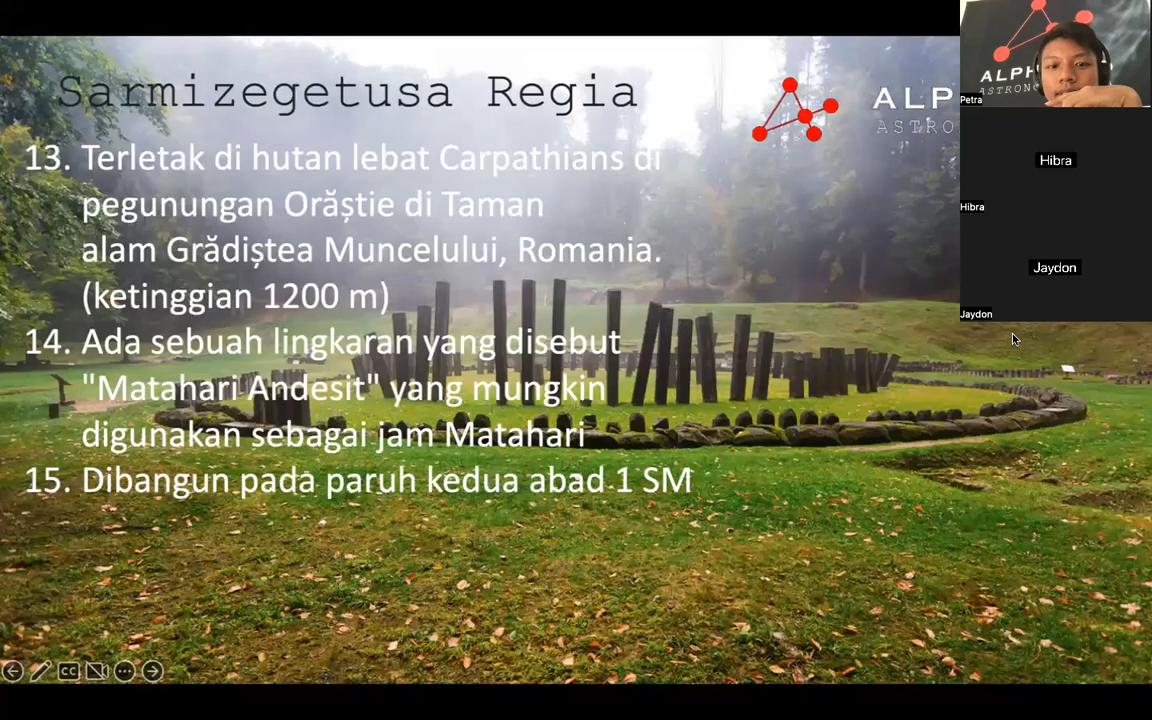 Sarmizegetusa Regia
ALP
ASTRO
13. Terletak di hutan lebat Carpathians di
pegunungan Orăștie di Taman
alam Grădiștea Muncelului, Romania.
(ketinggian 1200 m)
14. Ada sebuah lingkaran yang disebut
"Matahari Andesit" yang mungkin
digunakan sebagai jam Matahari
15. Dibangun pada paruh kedua abad 1 SM
CC
ALPH
ASTRON
Petra
Hibra
Hibra
Jaydon
Jaydon